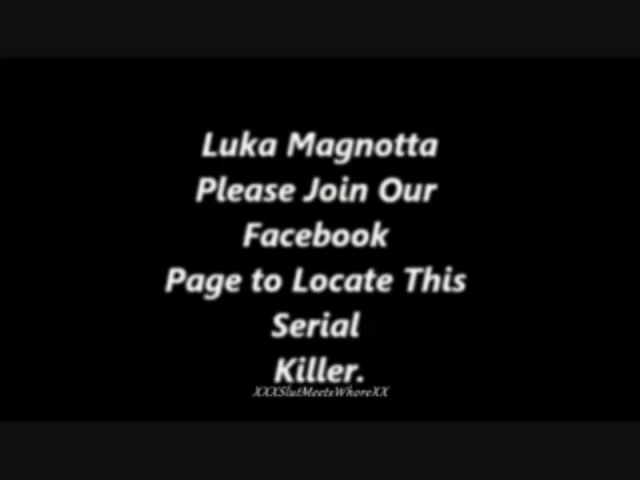 Luka Magnotta
Please Join Our
Facebook
Page to Locate This
Serial
Killer.
XXXSlutMeetsWhoreXX